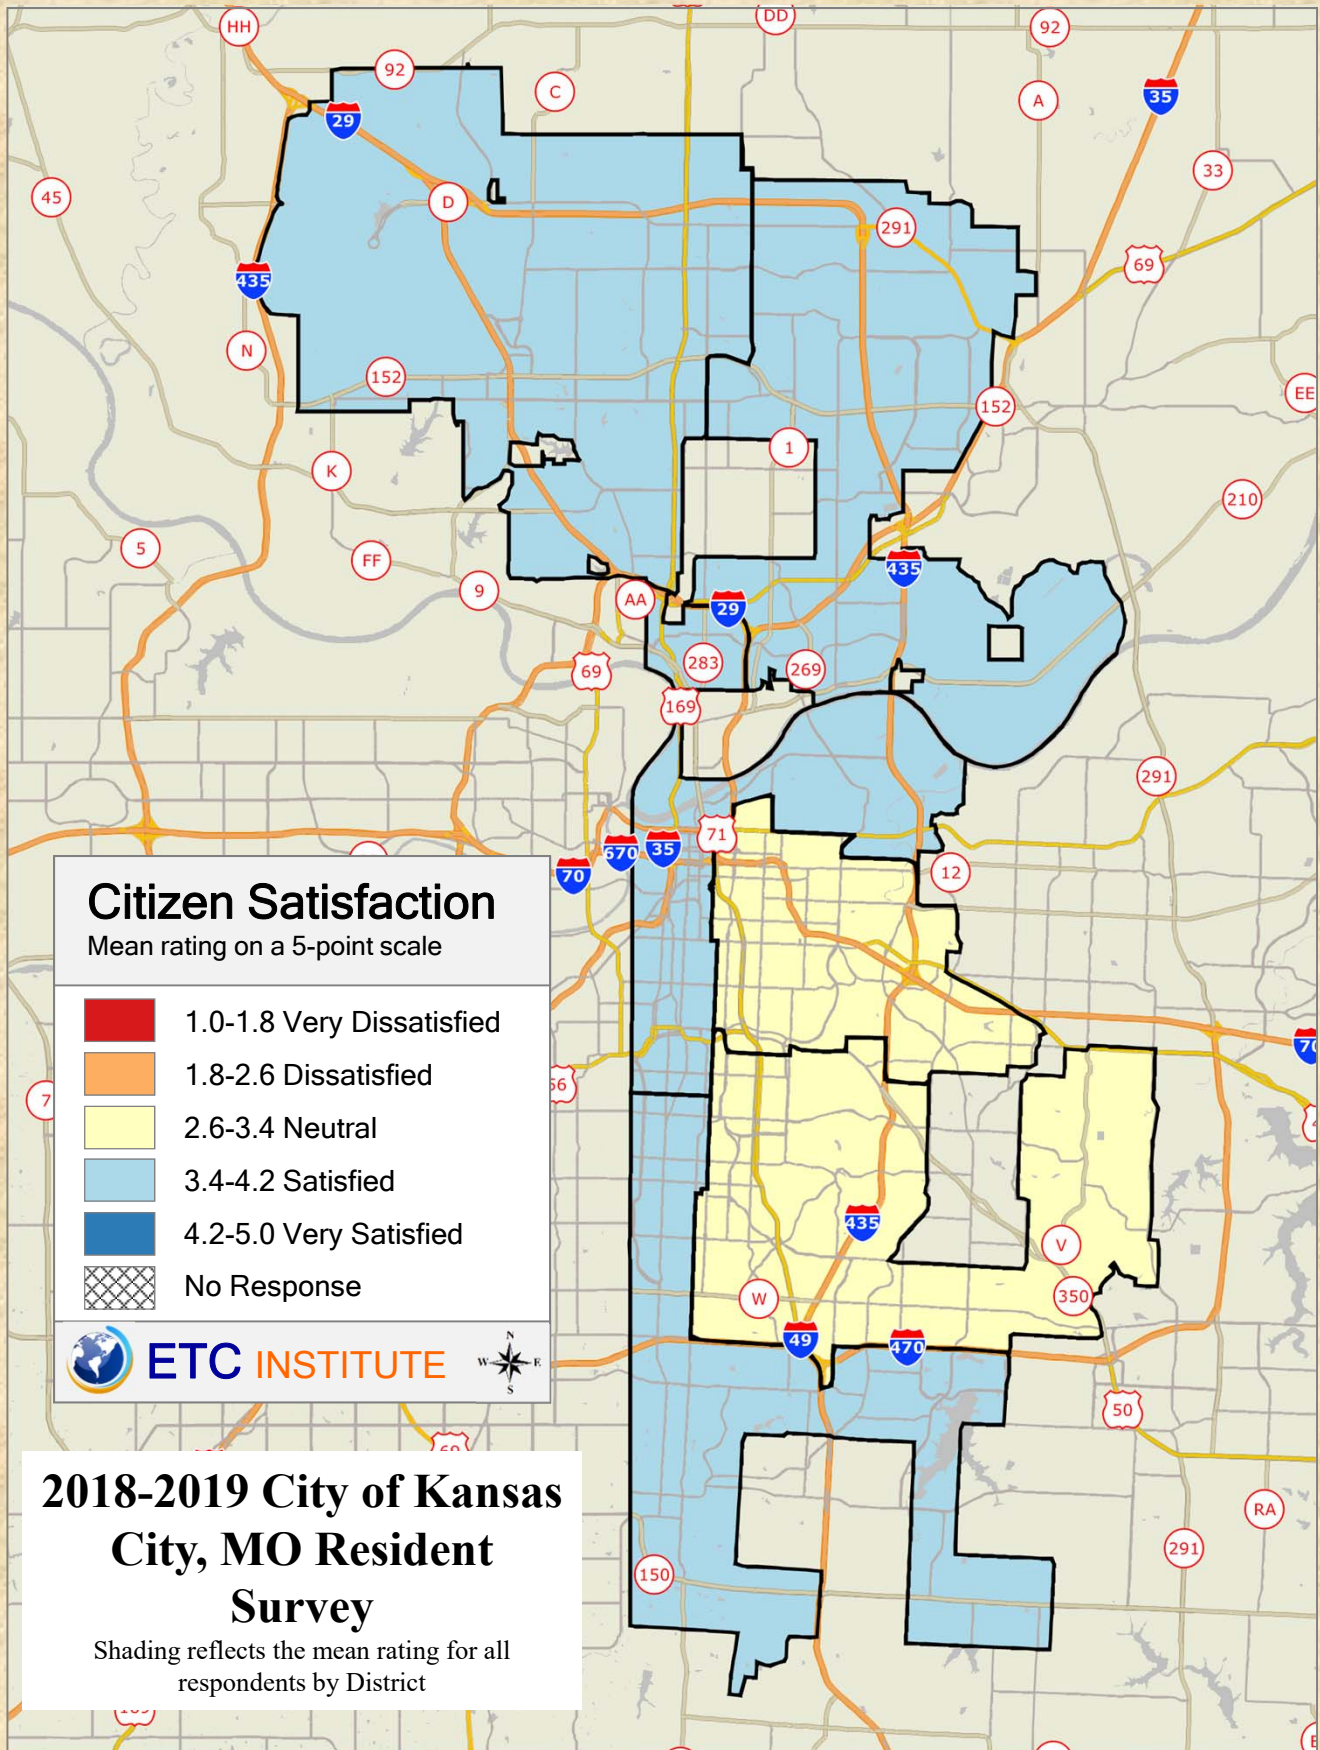 HH
DD
92
92
C
A
35
29
33
45
D
291
69
435
N
152
EE
152
1
K
210
5
FF
435
9
AA
29
283
269
69
169
291
71
670
35
70
12
Citizen Satisfaction
Mean rating on a 5-point scale
1.0-1.8 Very Dissatisfied
1.8-2.6 Dissatisfied
2.6-3.4 Neutral
3.4-4.2 Satisfied
4.2-5.0 Very Satisfied
No Response
ETC INSTITUTE
N
W E
S
70
7
435
V
350
W
49
470
50
2018-2019 City of Kansas
City, MO Resident
Survey
Shading reflects the mean rating for all
respondents by District
RA
291
150